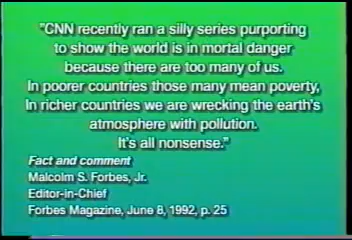 "CNN recently ran a silly series purporting
to show the world is in mortal danger
because there are too many of us.
In poorer countries those many mean poverty,
In richer countries we are wrecking the earth's
atmosphere with pollution.
It's all nonsense."
Fact and comment
Malcolm S. Forbes, Jr.
Editor-in-Chief
Forbes Magazine, June 8, 1992, p. 25